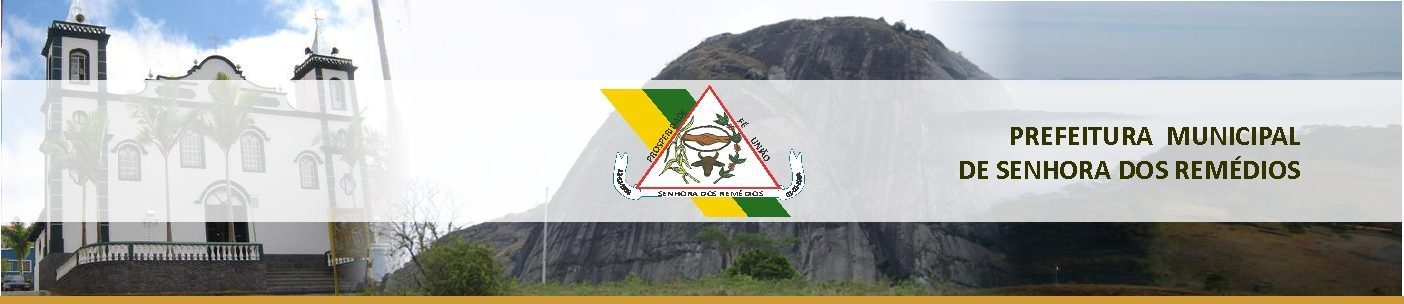 PREFEITURA MUNICIPAL
DE SENHORA DOS REMÉDIOS
PROSPERIDADE
FÉ
UNIÃO
SENHORA DOS REMÉDIOS